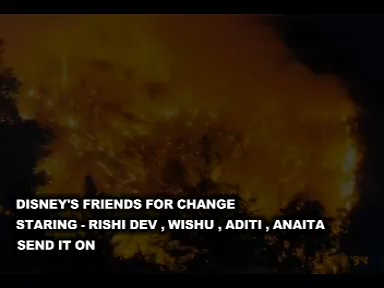 DISNEY'S FRIENDS FOR CHANGE
STARING - RISHI DEV , WISHU , ADITI , ANAITA
SEND IT ON